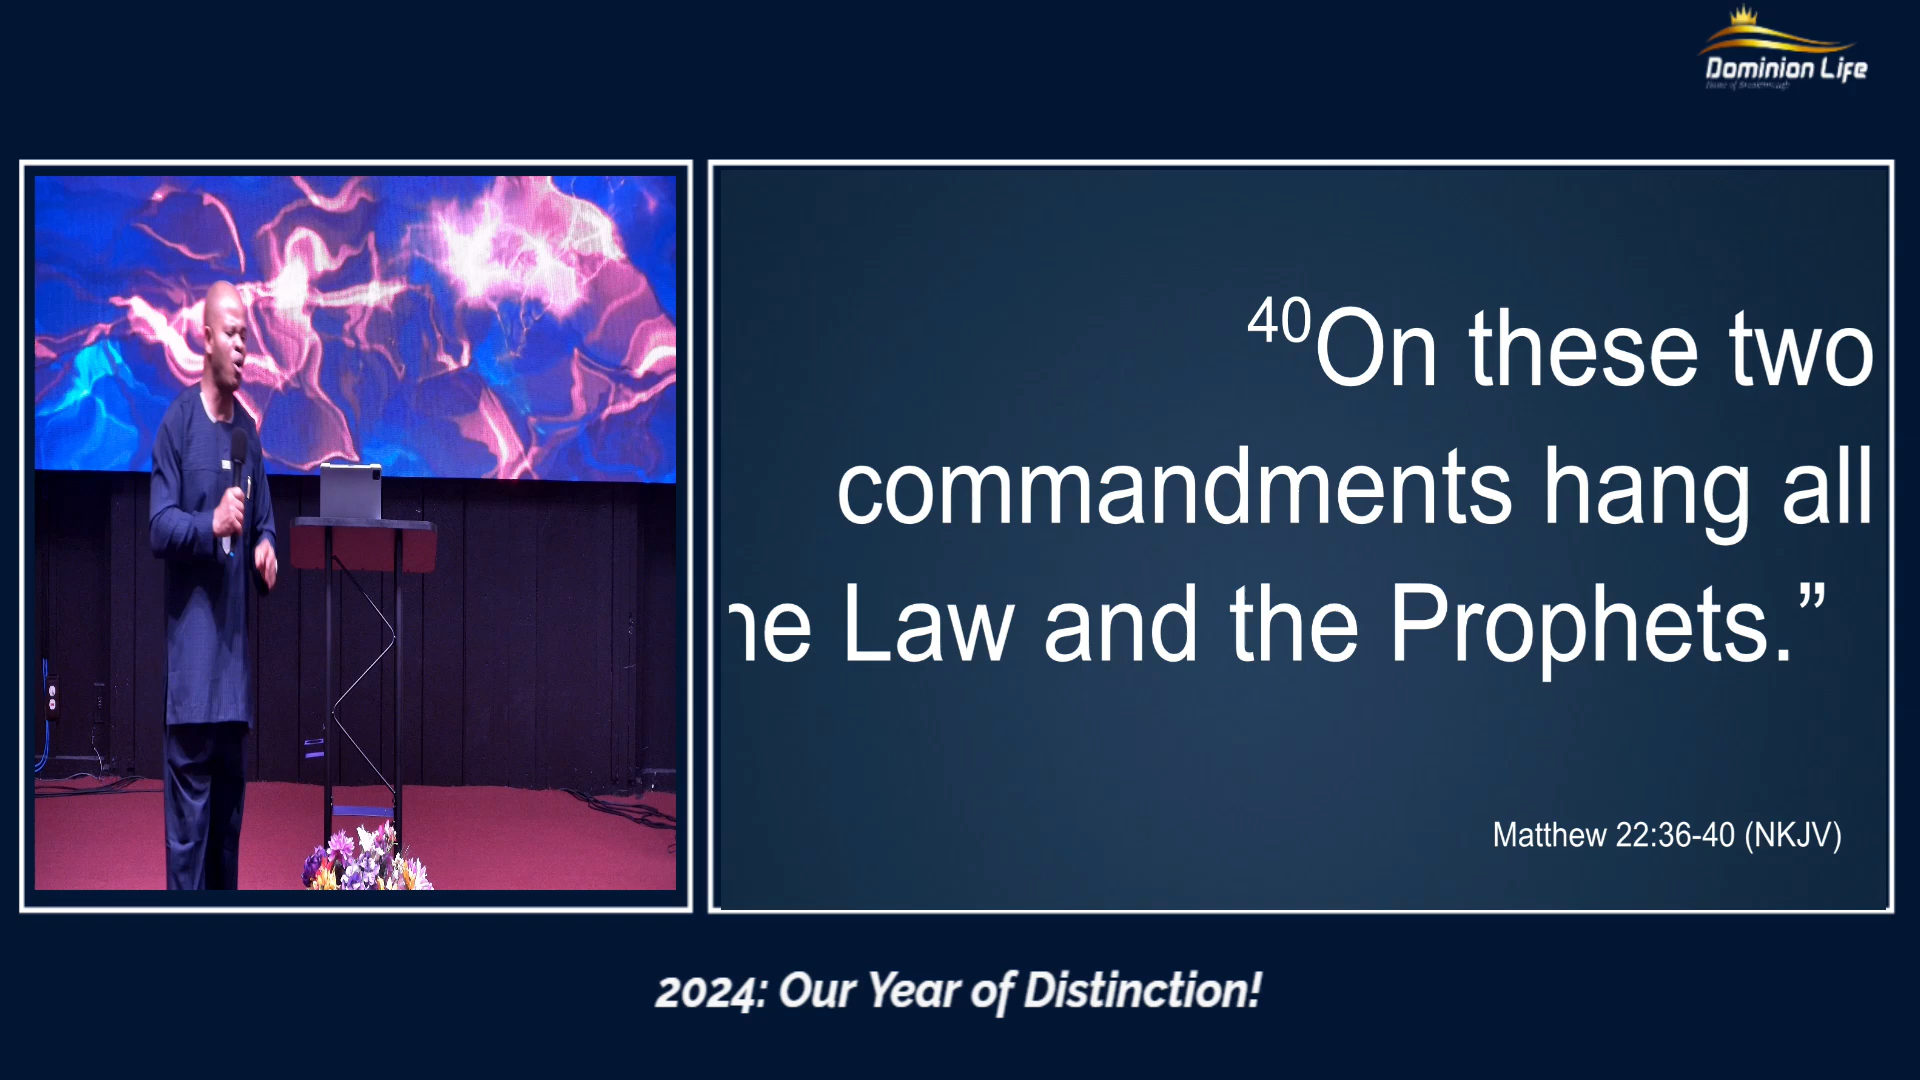 Dominion Life
40On these two
commandments hang all
he Law and the Prophets.”
Matthew 22:36-40 (NKJV)
2024: Our Year of Distinction!